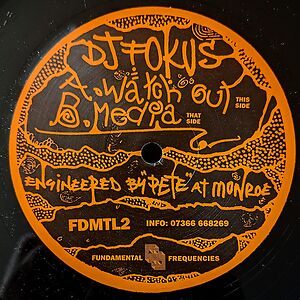 DJ FOKUS
A. WATCH OUT THIS SIDE
B. MEDIA THAT SIDE
ENGINEERED BY "PETE" AT MONROE
FDMTL2 INFO: 07366 668269
FUNDAMENTAL FREQUENCIES